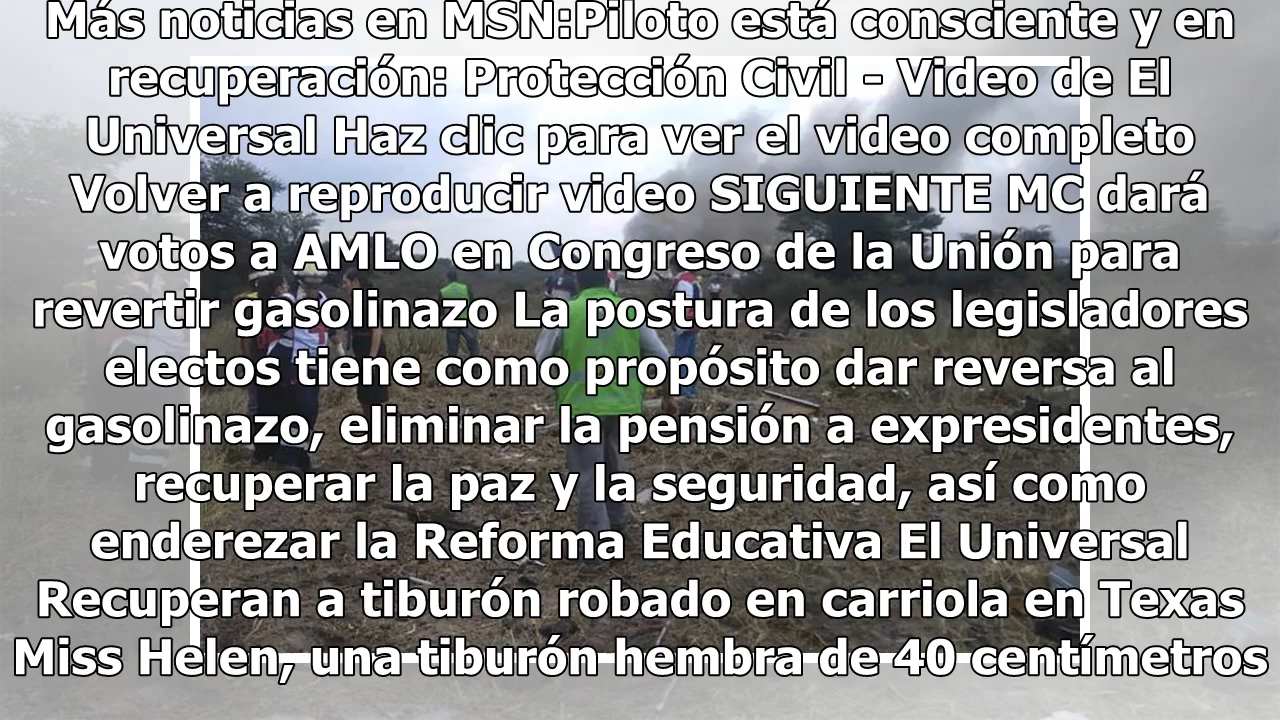 Más noticias en MSN:Piloto está consciente y en
recuperación: Protección Civil - Video de El
Universal Haz clic para ver el video completo
Volver a reproducir video SIGUIENTE MC dará
votos a AMLO en Congreso de la Unión para
revertir gasolinazo La postura de los legisladores
electos tiene como propósito dar reversa al
gasolinazo, eliminar la pensión a expresidentes,
recuperar la paz y la seguridad, así como
enderezar la Reforma Educativa El Universal
Recuperan a tiburón robado en carriola en Texas
Miss Helen, una tiburón hembra de 40 centímetros